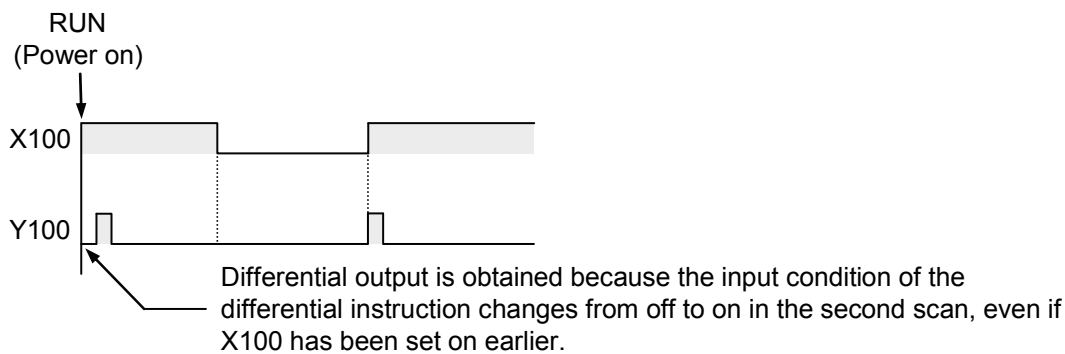 RUN
(Power on)
X100
Y100
Differential output is obtained because the input condition of the
differential instruction changes from off to on in the second scan, even if
X100 has been set on earlier.